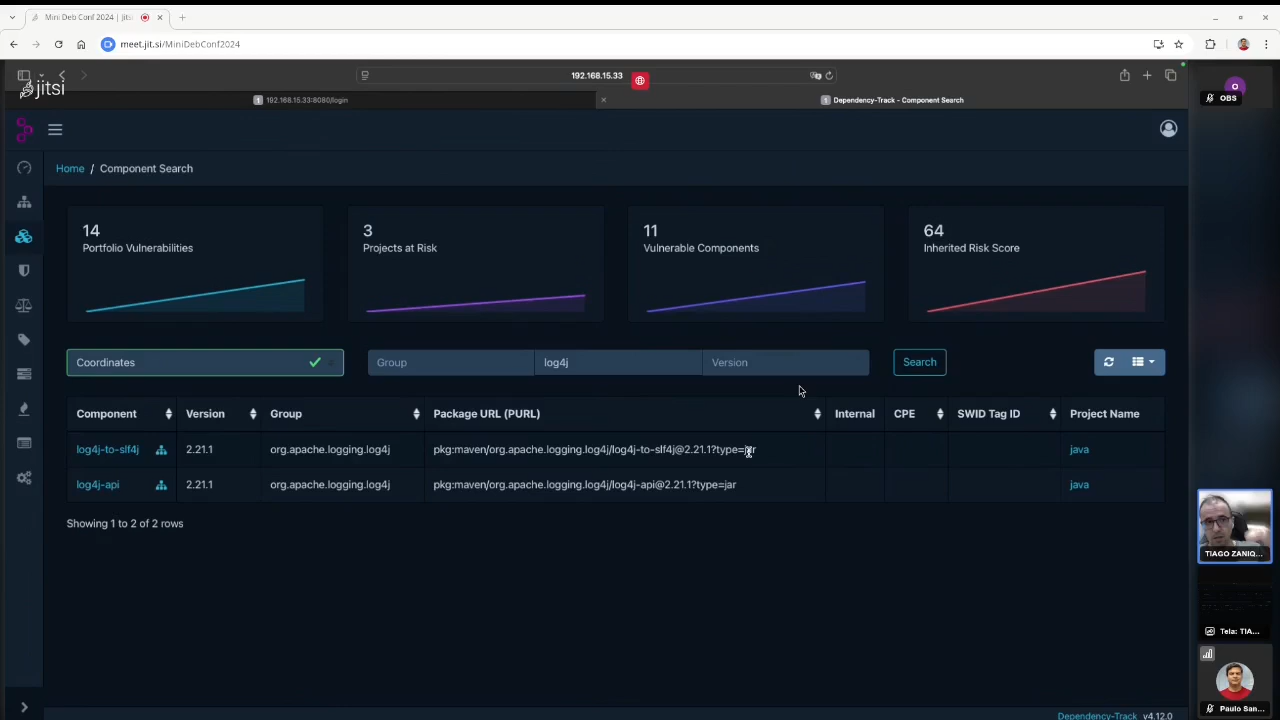 Mini Deb Conf 2024 | Jitsi
meet.jit.si/MiniDebConf2024
jitsi
192.168.15.33
1 192.168.15.33:8080/login
1 Dependency-Track - Component Search
OBS
Home / Component Search
14
Portfolio Vulnerabilities
3
Projects at Risk
11
Vulnerable Components
64
Inherited Risk Score
Coordinates
Group
log4j
Version
Search
Component Version Group Package URL (PURL) Internal CPE SWID Tag ID Project Name
log4j-to-slf4j 2.21.1 org.apache.logging.log4j pkg:maven/org.apache.logging.log4j/log4j-to-slf4j@2.21.1?type=jar java
log4j-api 2.21.1 org.apache.logging.log4j pkg:maven/org.apache.logging.log4j/log4j-api@2.21.1?type=jar java
Showing 1 to 2 of 2 rows
TIAGO ZANIQ...
Tela: TIA...
Paulo San...
Dependency-Track v4.12.0